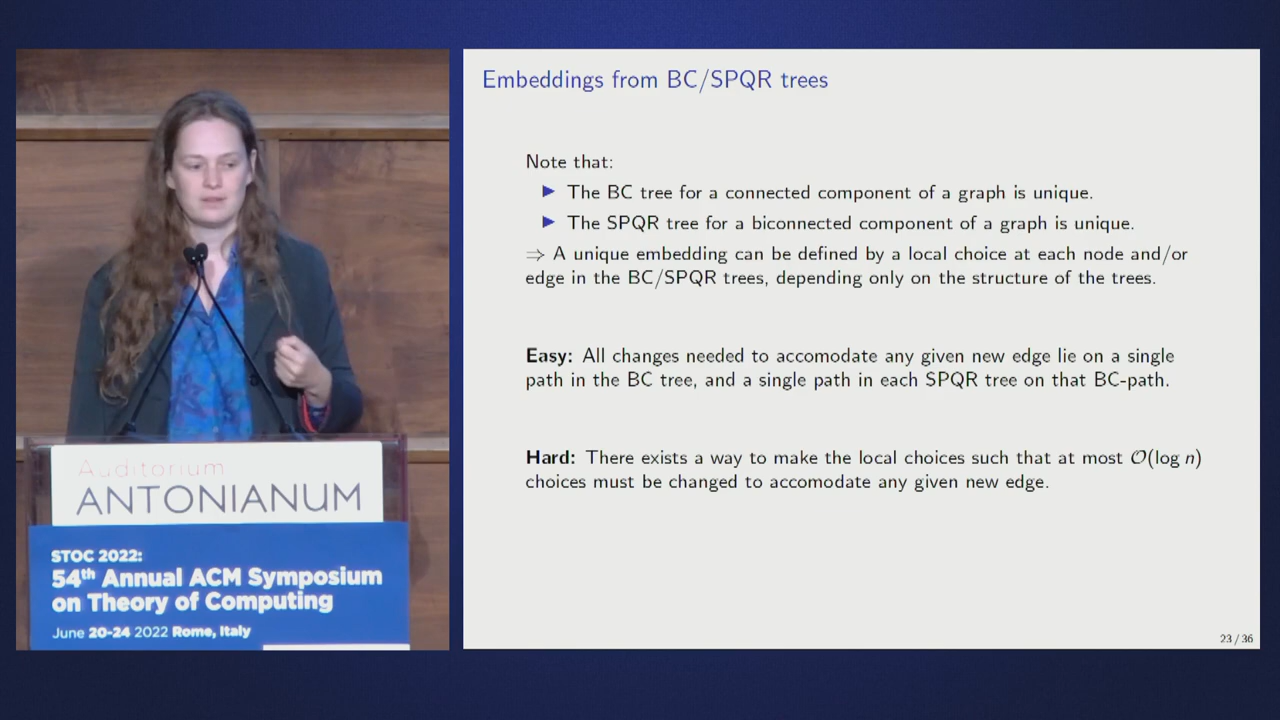 Embeddings from BC/SPQR trees
Note that:
▶ The BC tree for a connected component of a graph is unique.
▶ The SPQR tree for a biconnected component of a graph is unique.
⇒ A unique embedding can be defined by a local choice at each node and/or
edge in the BC/SPQR trees, depending only on the structure of the trees.
Easy: All changes needed to accomodate any given new edge lie on a single
path in the BC tree, and a single path in each SPQR tree on that BC-path.
Hard: There exists a way to make the local choices such that at most O(log n)
choices must be changed to accomodate any given new edge.
23 / 36
Auditorium
ANTONIANUM
STOC 2022:
54th Annual ACM Symposium
on Theory of Computing
June 20-24 2022 Rome, Italy